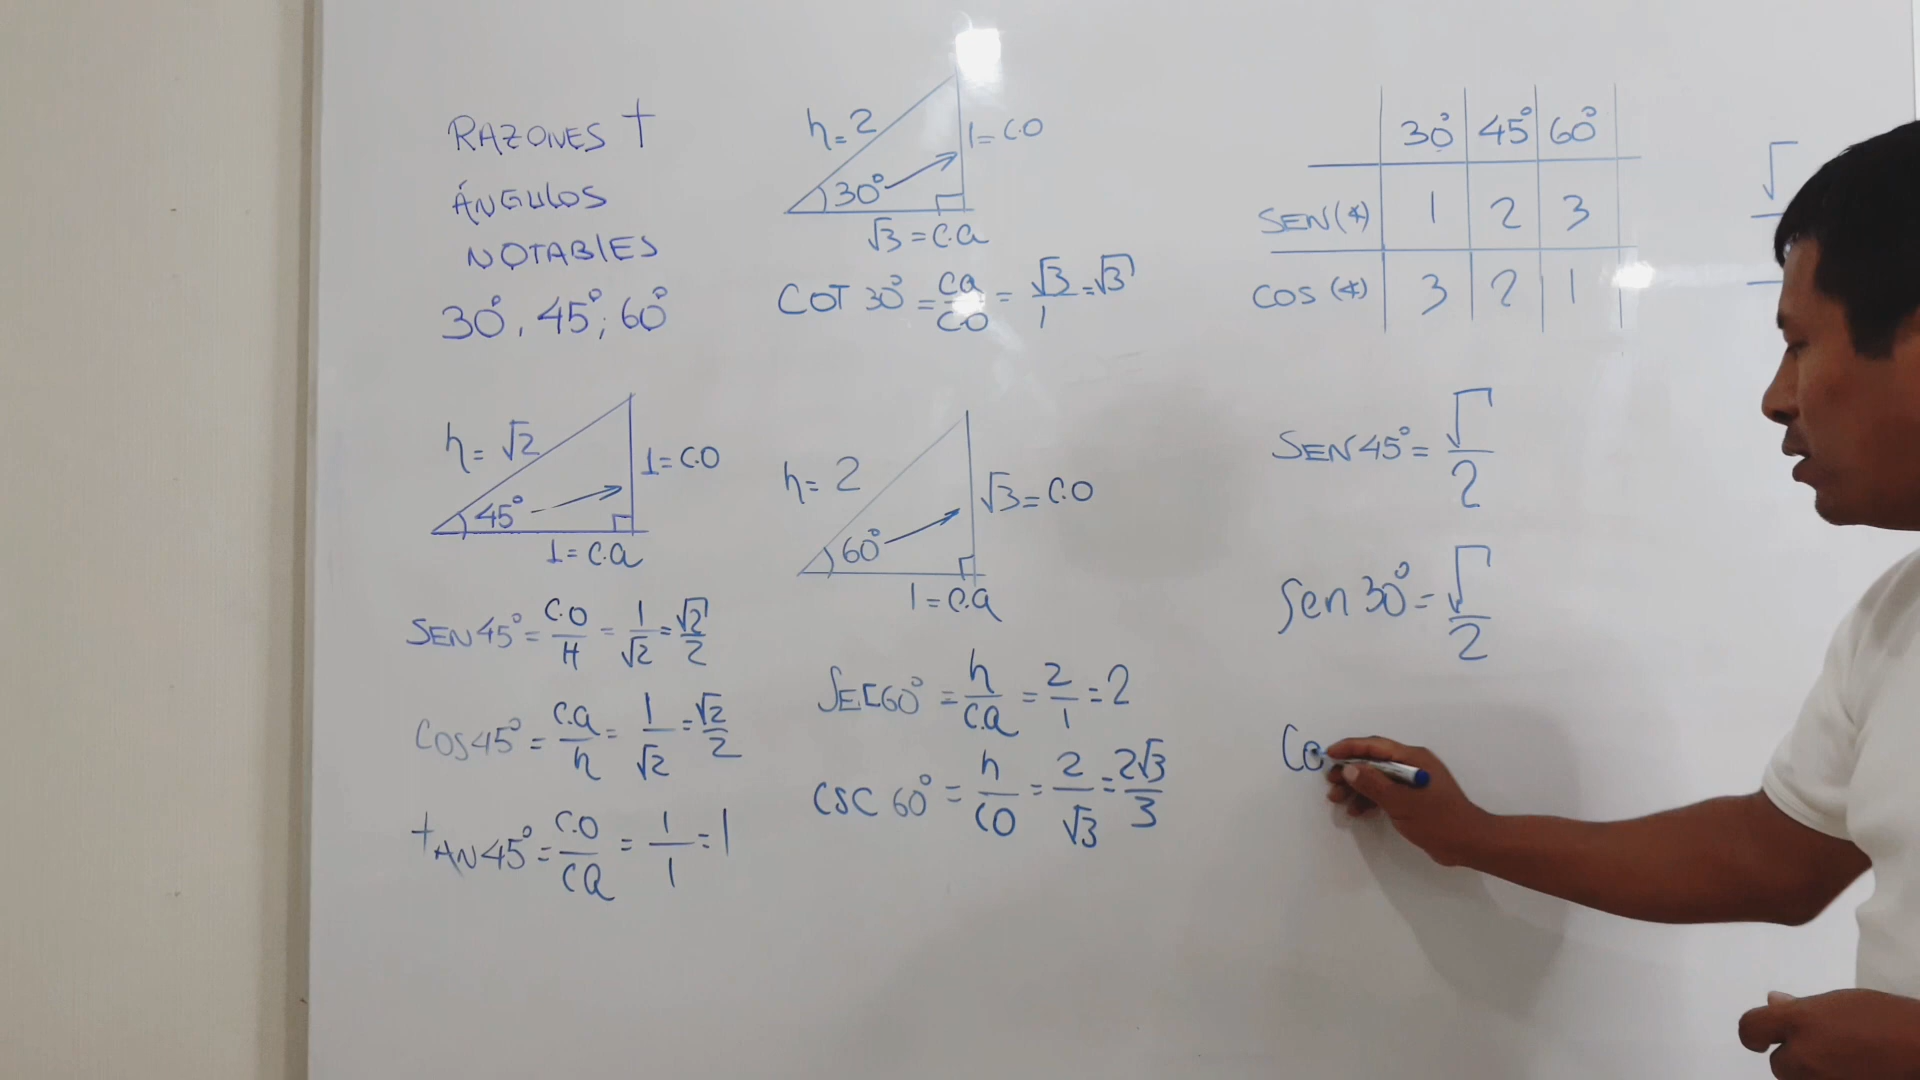 RAZONES T
ÁNGULOS
NOTABLES
30°, 45°; 60°
h=2
1=C.O
30°
√3=C.a
COT 30° = ca/CO = √3/1 = √3
h=√2
1=C.O
45°
1=C.a
SEN 45° = C.O/H = 1/√2 = √2/2
COS 45° = C.a/h = 1/√2 = √2/2
tAN 45° = C.O/Ca = 1/1 = 1
h=2
√3=C.O
60°
1=C.a
SEC 60° = h/C.a = 2/1 = 2
CSC 60° = h/CO = 2/√3 = 2√3/3
30° 45° 60°
SEN(∢) 1 2 3
COS(∢) 3 2 1
√
SEN 45° = √/2
Sen 30° = √/2
Co